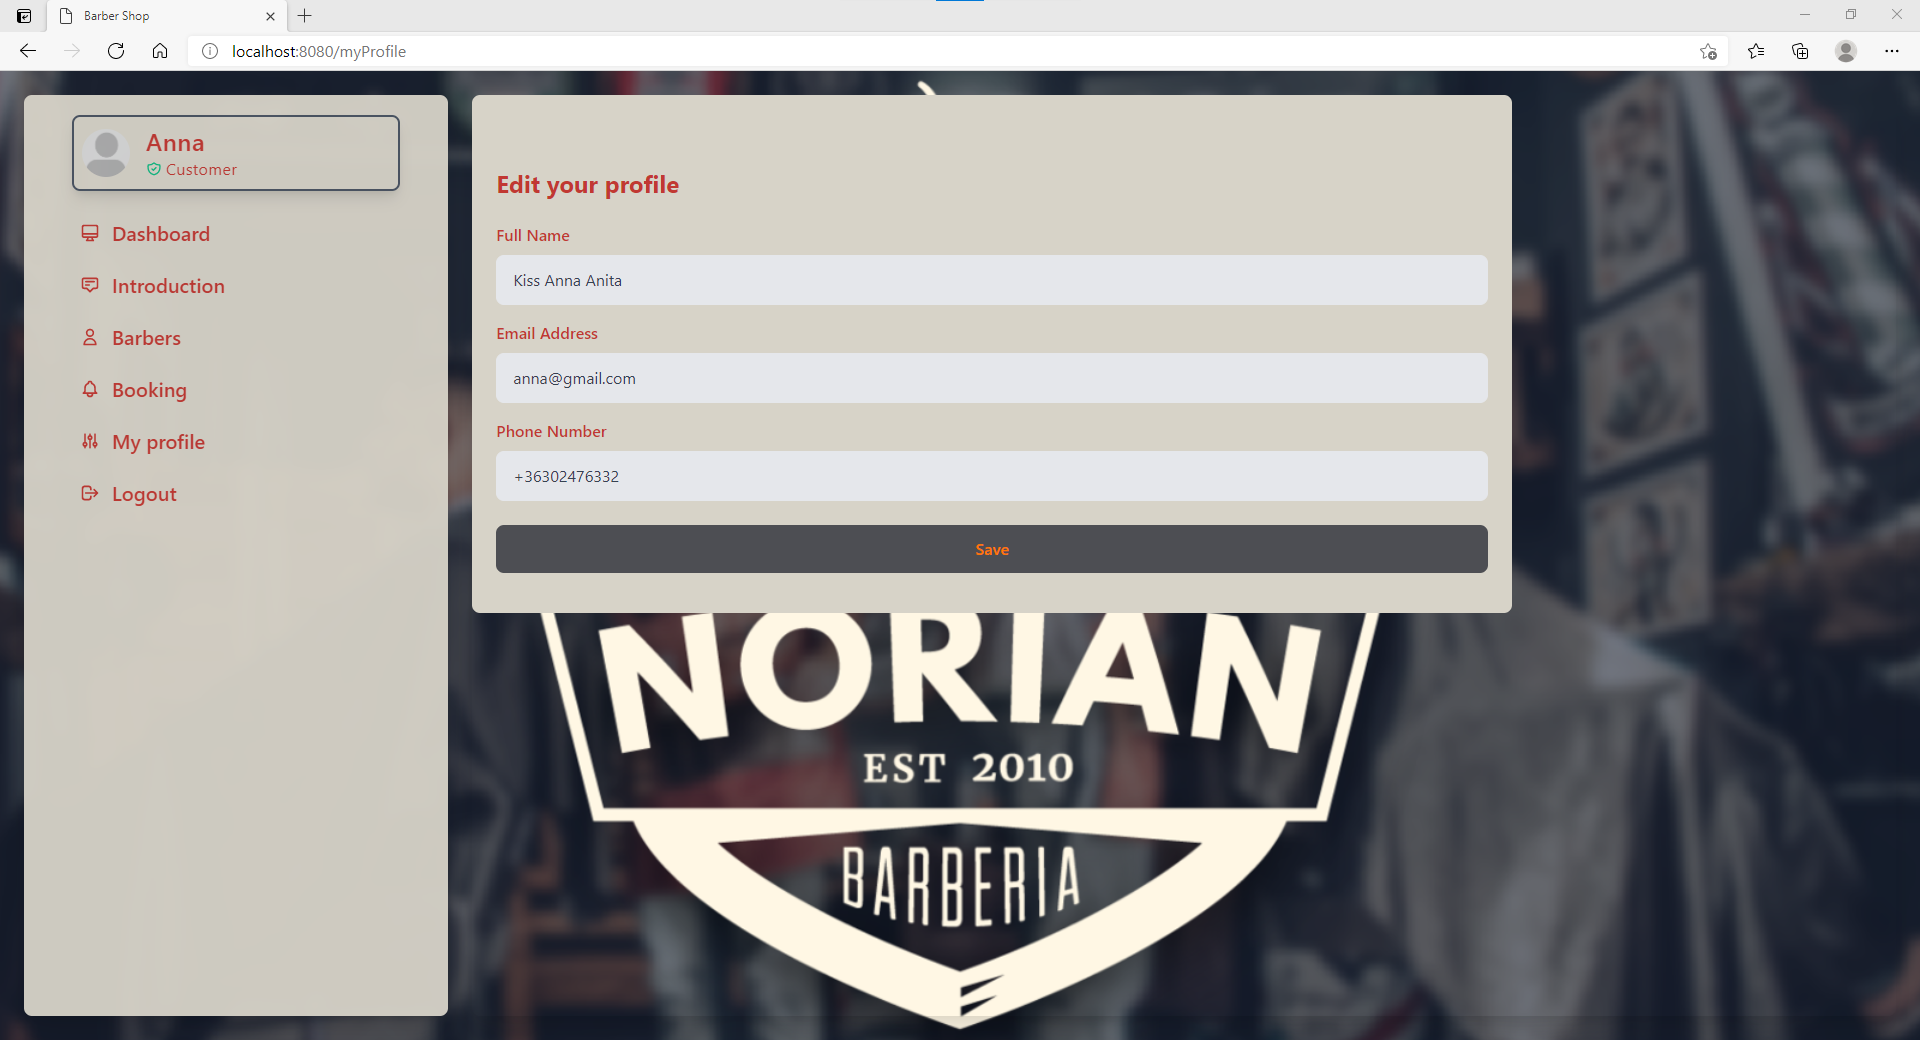 Barber Shop
localhost:8080/myProfile
Anna
Customer
Dashboard
Introduction
Barbers
Booking
My profile
Logout
Edit your profile
Full Name
Kiss Anna Anita
Email Address
anna@gmail.com
Phone Number
+36302476332
Save
NORIAN
EST 2010
BARBERIA